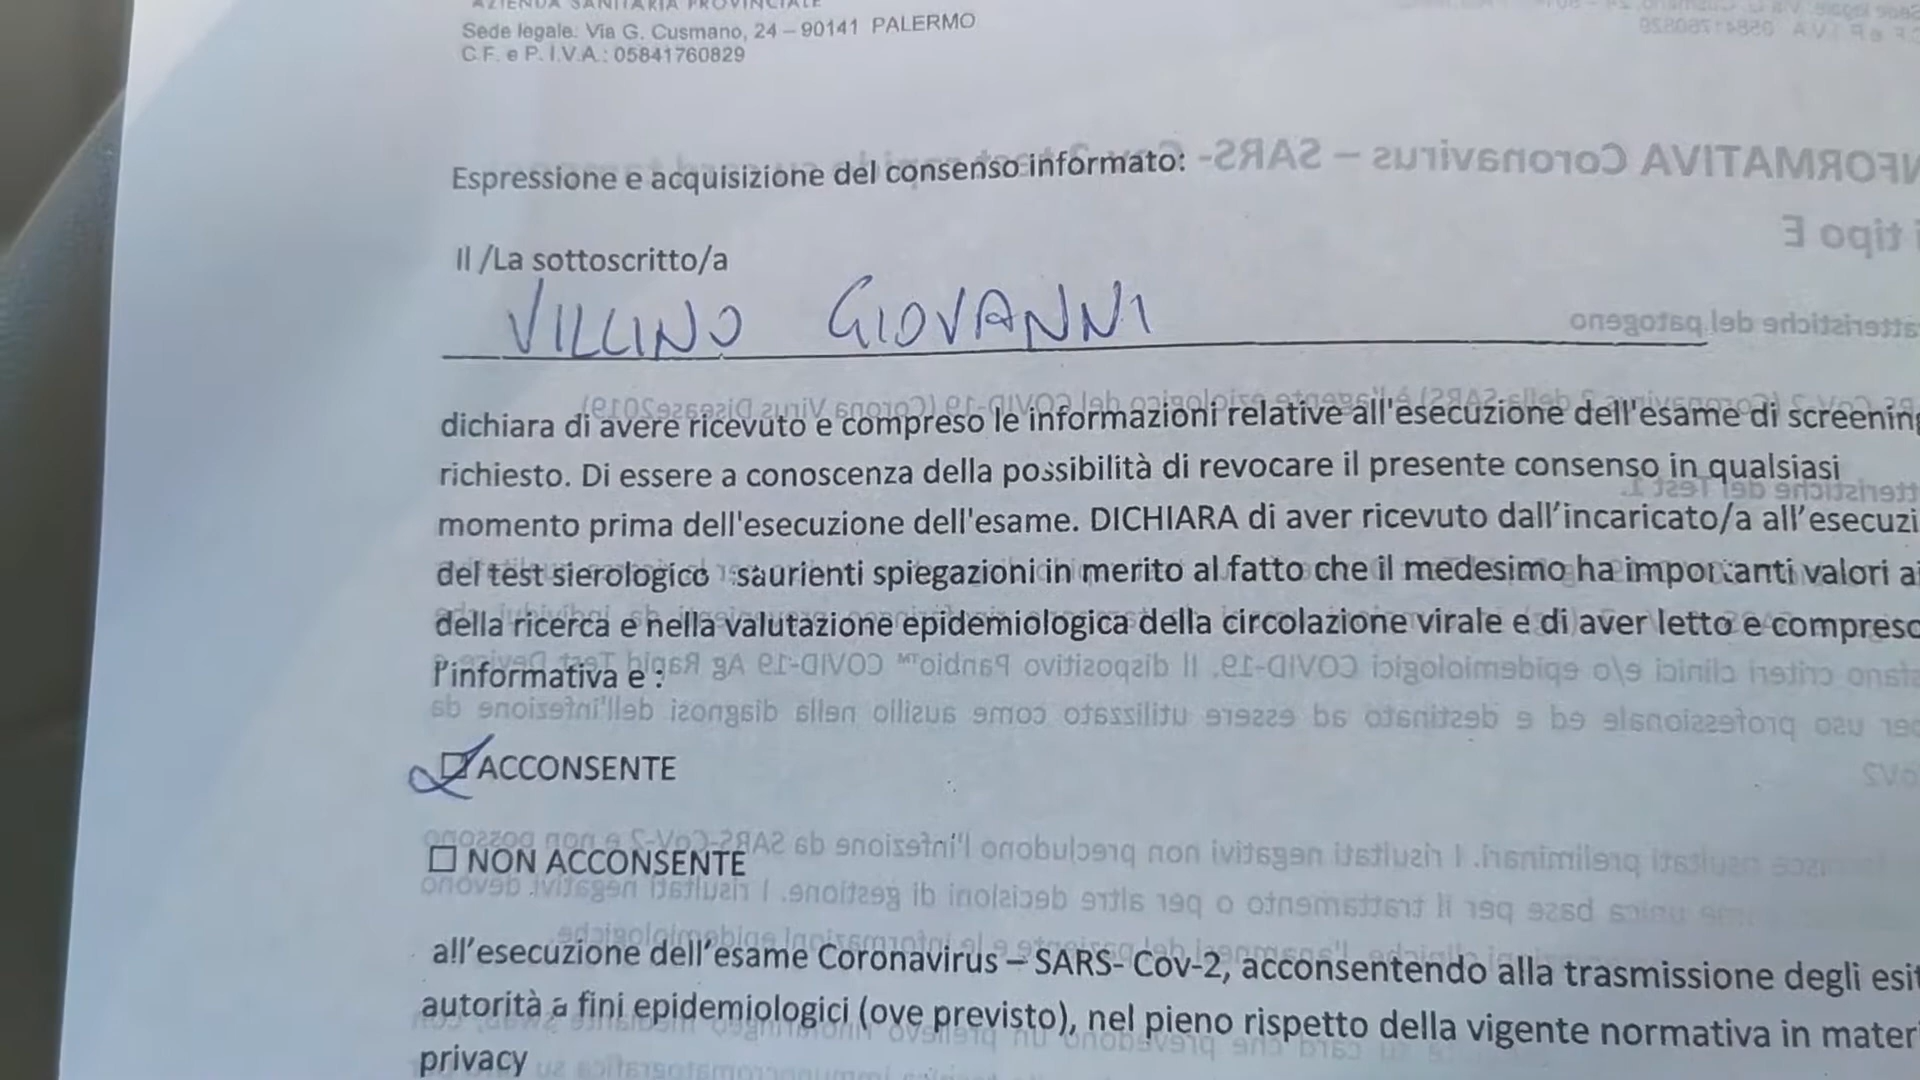 AZIENDA SANITARIA PROVINCIALE
Sede legale: Via G. Cusmano, 24 – 90141 PALERMO
C.F. e P. I.V.A.: 05841760829
Espressione e acquisizione del consenso informato:
Il /La sottoscritto/a
VILLINO GIOVANNI
dichiara di avere ricevuto e compreso le informazioni relative all'esecuzione dell'esame di screening
richiesto. Di essere a conoscenza della possibilità di revocare il presente consenso in qualsiasi
momento prima dell'esecuzione dell'esame. DICHIARA di aver ricevuto dall'incaricato/a all'esecuzi
del test sierologico saurienti spiegazioni in merito al fatto che il medesimo ha importanti valori ai
della ricerca e nella valutazione epidemiologica della circolazione virale e di aver letto e compreso
l'informativa e :
ACCONSENTE
NON ACCONSENTE
all'esecuzione dell'esame Coronavirus – SARS- Cov-2, acconsentendo alla trasmissione degli esit
autorità a fini epidemiologici (ove previsto), nel pieno rispetto della vigente normativa in materi
privacy